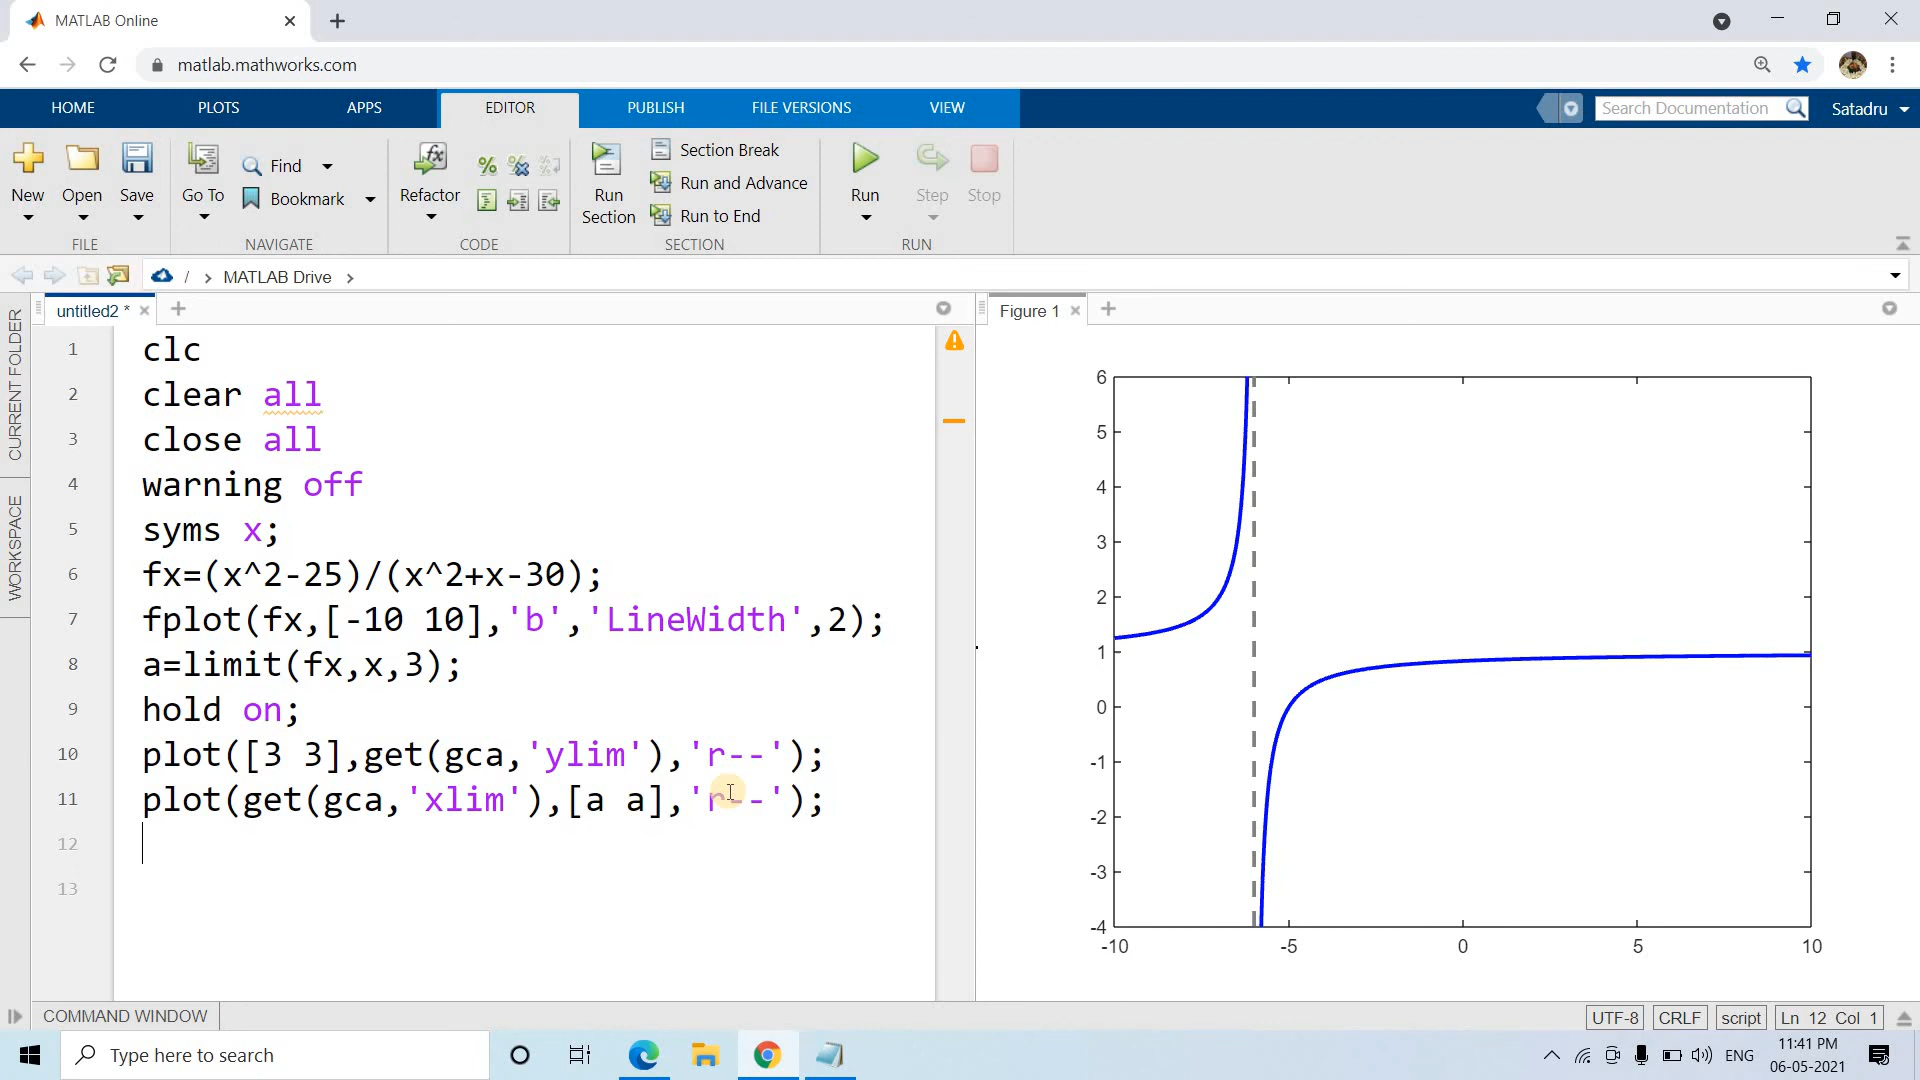 MATLAB Online
matlab.mathworks.com
HOME PLOTS APPS EDITOR PUBLISH FILE VERSIONS VIEW
Search Documentation Satadru
New Open Save
FILE
Go To Find Bookmark
NAVIGATE
Refactor
CODE
Run Section
Section Break
Run and Advance
Run to End
SECTION
Run Step Stop
RUN
/ > MATLAB Drive >
CURRENT FOLDER
WORKSPACE
untitled2 *
1 clc
2 clear all
3 close all
4 warning off
5 syms x;
6 fx=(x^2-25)/(x^2+x-30);
7 fplot(fx,[-10 10],'b','LineWidth',2);
8 a=limit(fx,x,3);
9 hold on;
10 plot([3 3],get(gca,'ylim'),'r--');
11 plot(get(gca,'xlim'),[a a],'r--');
12
13
Figure 1
6
5
4
3
2
1
0
-1
-2
-3
-4
-10 -5 0 5 10
COMMAND WINDOW
UTF-8 CRLF script Ln 12 Col 1
Type here to search
ENG
11:41 PM
06-05-2021